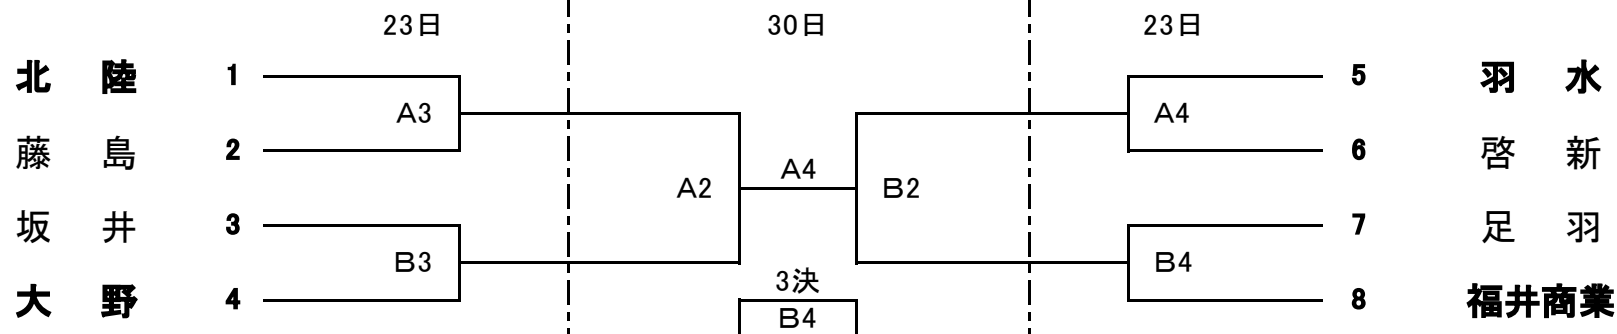 23日 30日 23日
北 陸 1 5 羽 水
A3 A4
藤 島 2 6 啓 新
A4
A2 B2
坂 井 3 7 足 羽
B3 B4
3決
大 野 4 8 福井商業
B4